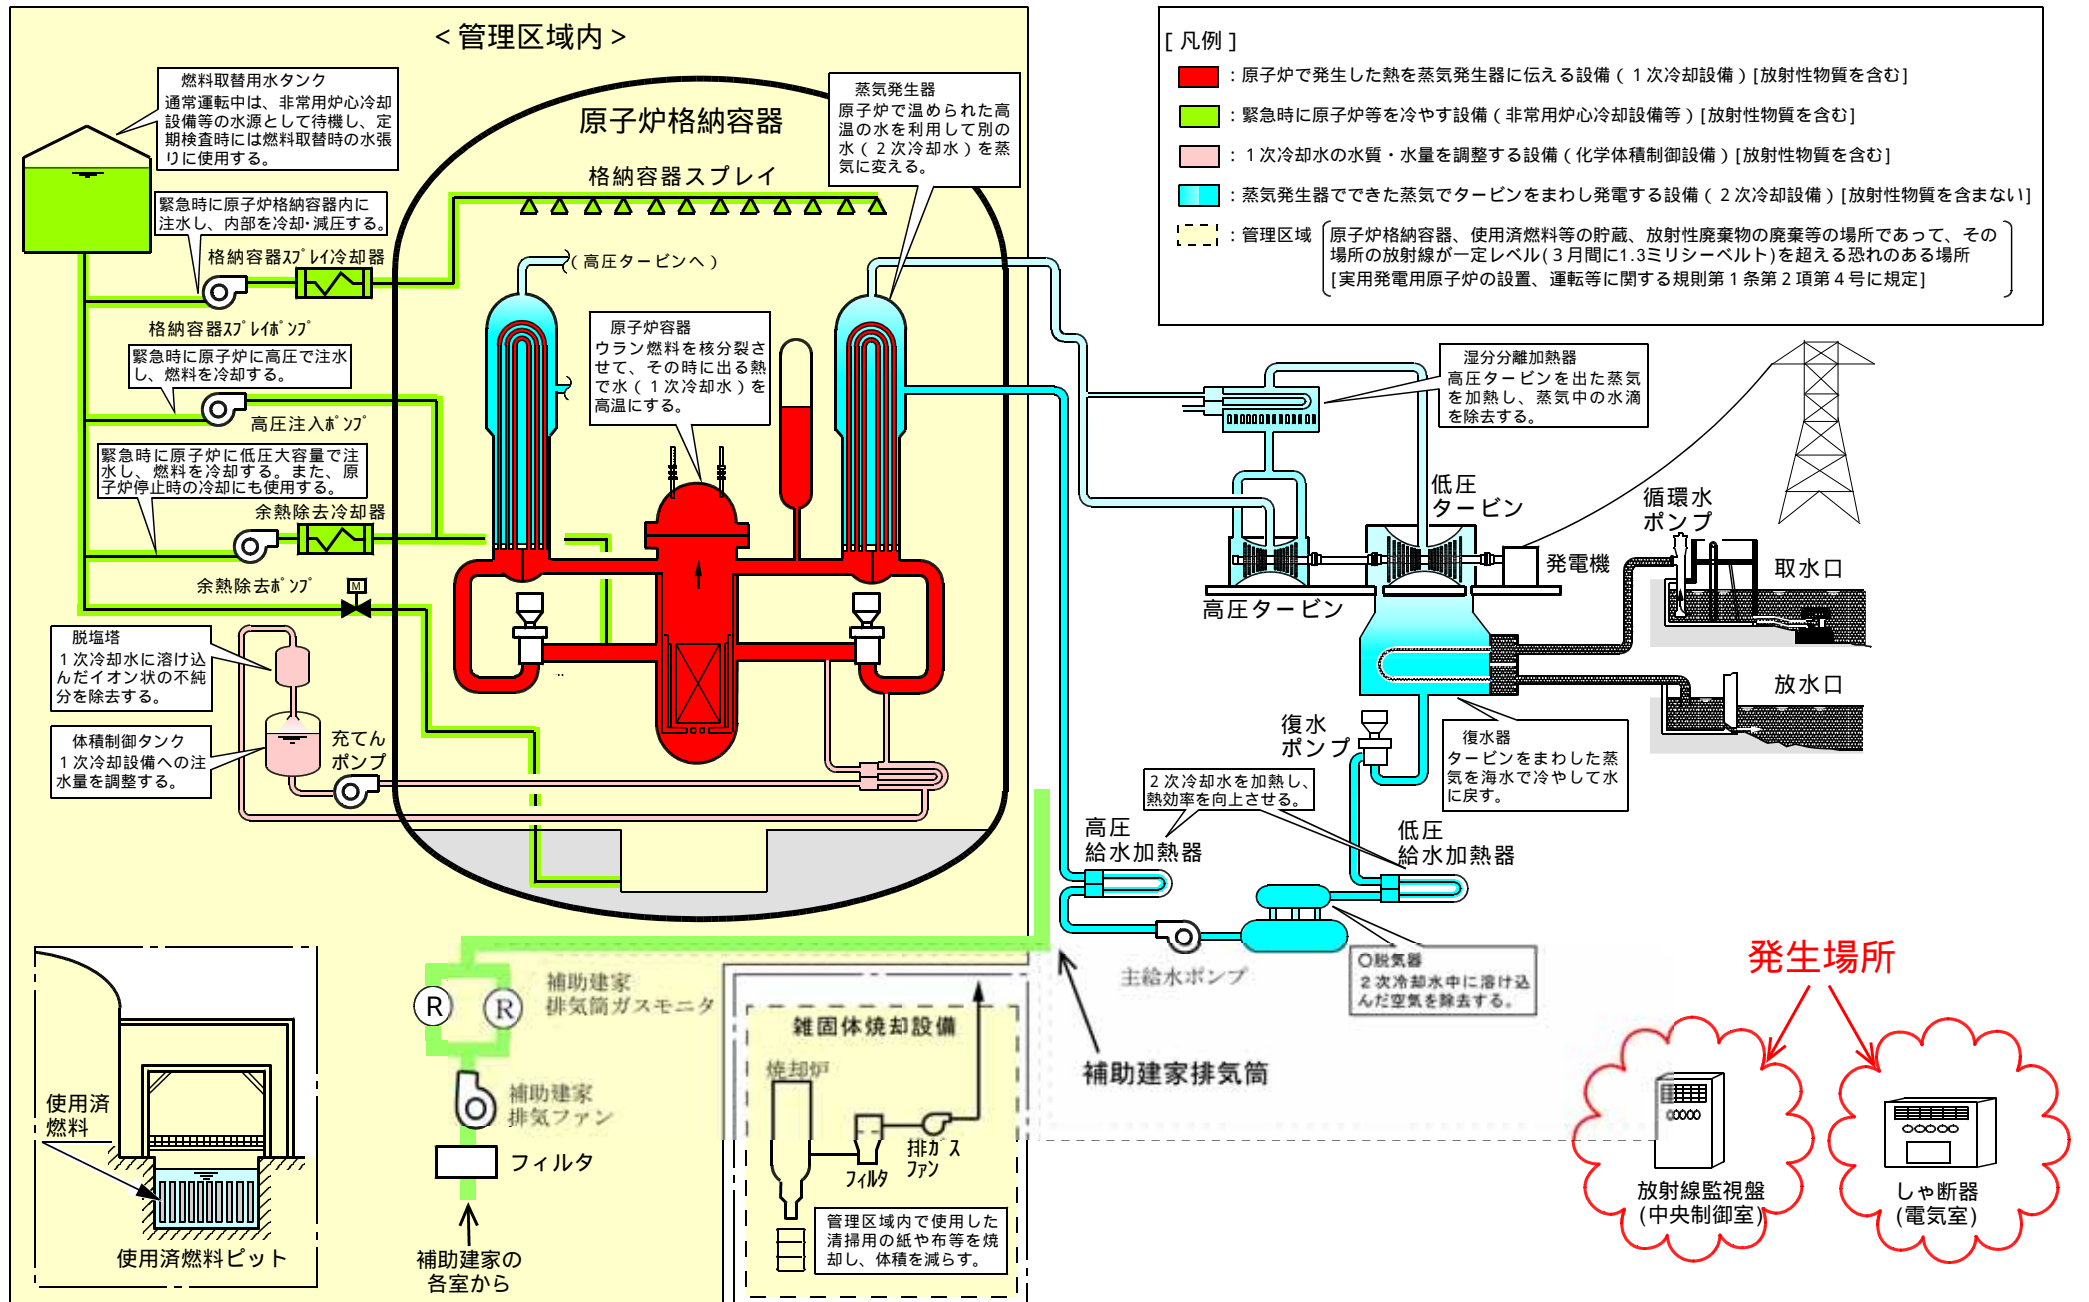 ＜管理区域内＞
燃料取替用水タンク
通常運転中は、非常用炉心冷却
設備等の水源として待機し、定
期検査時には燃料取替時の水張
りに使用する。
緊急時に原子炉格納容器内に
注水し、内部を冷却・減圧する。
格納容器ｽﾌﾟﾚｲ冷却器
格納容器ｽﾌﾟﾚｲﾎﾟﾝﾌﾟ
緊急時に原子炉に高圧で注水
し、燃料を冷却する。
高圧注入ﾎﾟﾝﾌﾟ
緊急時に原子炉に低圧大容量で注
水し、燃料を冷却する。また、原
子炉停止時の冷却にも使用する。
余熱除去冷却器
余熱除去ﾎﾟﾝﾌﾟ
M
脱塩塔
１次冷却水に溶け込
んだイオン状の不純
分を除去する。
体積制御タンク
１次冷却設備への注
水量を調整する。
充てん
ポンプ
原子炉格納容器
格納容器スプレイ
（高圧タービンへ）
蒸気発生器
原子炉で温められた高
温の水を利用して別の
水（２次冷却水）を蒸
気に変える。
原子炉容器
ウラン燃料を核分裂さ
せて、その時に出る熱
で水（１次冷却水）を
高温にする。
[ 凡例 ]
：原子炉で発生した熱を蒸気発生器に伝える設備（１次冷却設備）[放射性物質を含む]
：緊急時に原子炉等を冷やす設備（非常用炉心冷却設備等）[放射性物質を含む]
：１次冷却水の水質・水量を調整する設備（化学体積制御設備）[放射性物質を含む]
：蒸気発生器でできた蒸気でタービンをまわし発電する設備（２次冷却設備）[放射性物質を含まない]
：管理区域
原子炉格納容器、使用済燃料等の貯蔵、放射性廃棄物の廃棄等の場所であって、その
場所の放射線が一定レベル(３月間に1.3ミリシーベルト)を超える恐れのある場所
[実用発電用原子炉の設置、運転等に関する規則第１条第２項第４号に規定]
湿分分離加熱器
高圧タービンを出た蒸気
を加熱し、蒸気中の水滴
を除去する。
低圧
タービン
高圧タービン
発電機
循環水
ポンプ
取水口
放水口
復水
ポンプ
復水器
タービンをまわした蒸
気を海水で冷やして水
に戻す。
２次冷却水を加熱し、
熱効率を向上させる。
高圧
給水加熱器
低圧
給水加熱器
主給水ポンプ
〇脱気器
２次冷却水中に溶け込
んだ空気を除去する。
補助建家排気筒
補助建家
排気筒ガスモニタ
R
R
補助建家
排気ファン
フィルタ
補助建家の
各室から
使用済
燃料
使用済燃料ピット
雑固体焼却設備
焼却炉
ﾌｨﾙﾀ
排ｶﾞｽ
ﾌｧﾝ
管理区域内で使用した
清掃用の紙や布等を焼
却し、体積を減らす。
発生場所
放射線監視盤
(中央制御室)
しゃ断器
(電気室)